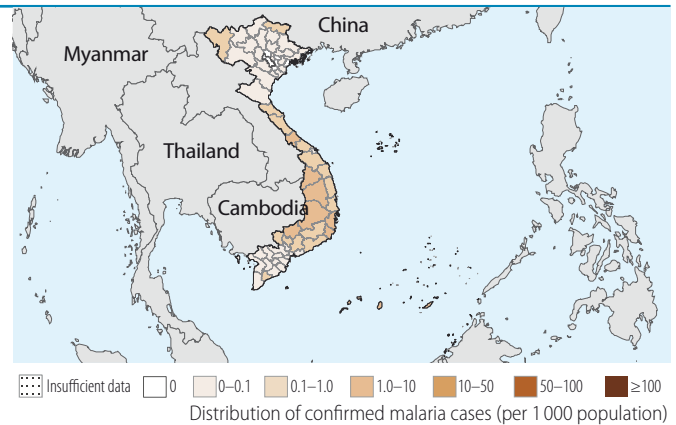 China
Myanmar
Thailand
Cambodia
Insufficient data 0 0–0.1 0.1–1.0 1.0–10 10–50 50–100 ≥100
Distribution of confirmed malaria cases (per 1 000 population)